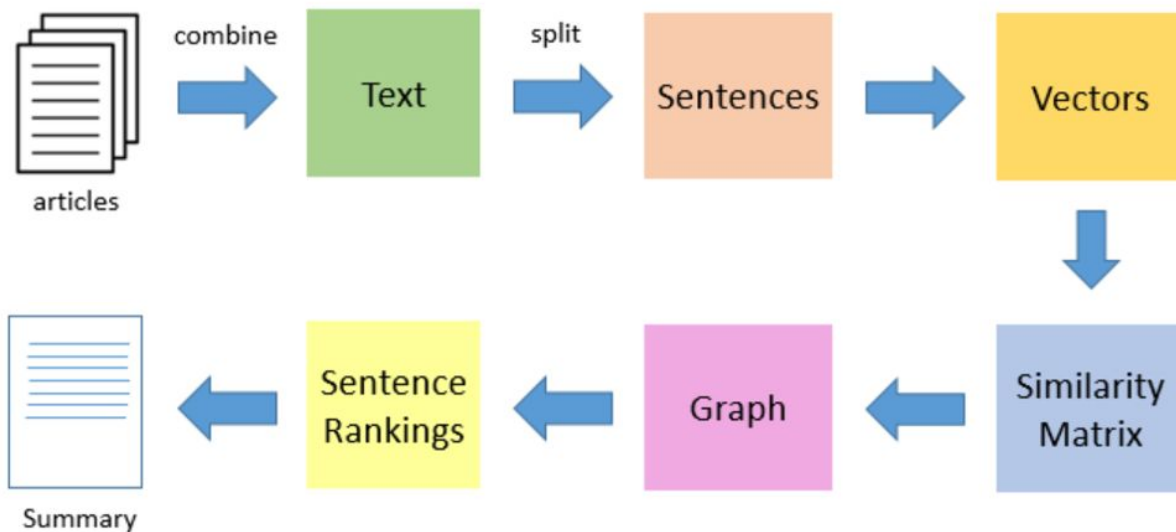 combine
split
Text
Sentences
Vectors
articles
Similarity
Matrix
Graph
Sentence
Rankings
Summary